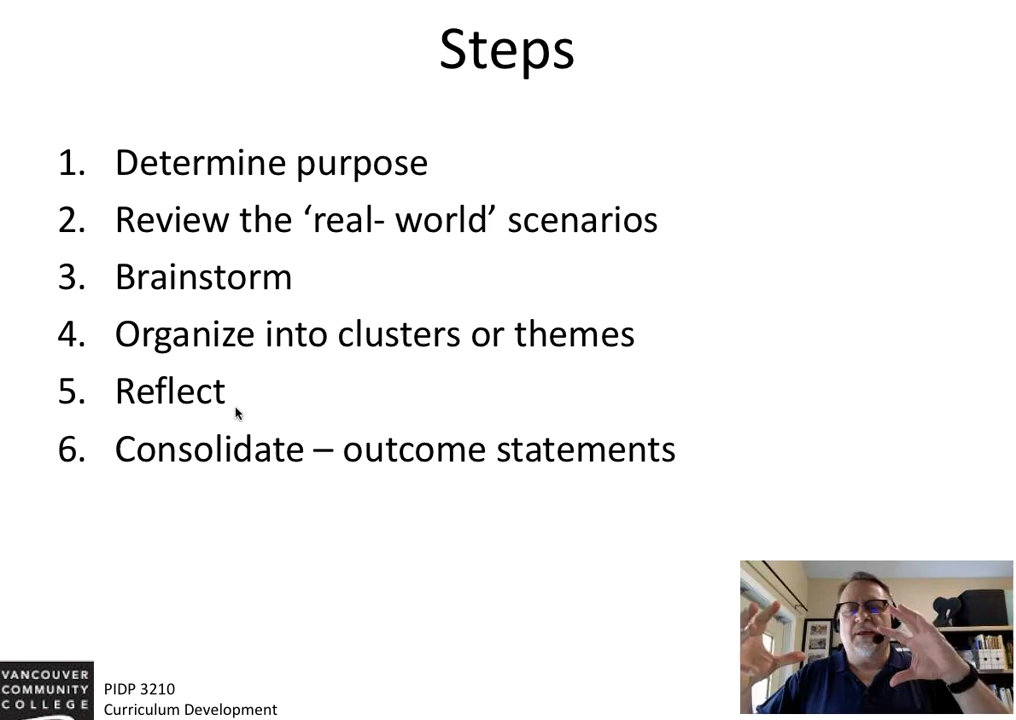 Steps
1. Determine purpose
2. Review the ‘real- world’ scenarios
3. Brainstorm
4. Organize into clusters or themes
5. Reflect
6. Consolidate – outcome statements
VANCOUVER
COMMUNITY
COLLEGE
PIDP 3210
Curriculum Development